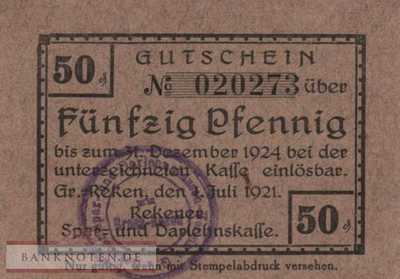 GUTSCHEIN
50 ₰
No 020273 über
Fünfzig Pfennig
bis zum 31. Dezember 1924 bei der
unterzeichneten Kasse einlösbar.
Gr.-Reken, den 1. Juli 1921.
Rekener
Spar- und Darlehnskasse.
50 ₰
Nur gültig, wenn mit Stempelabdruck versehen.
BANKNOTEN.DE